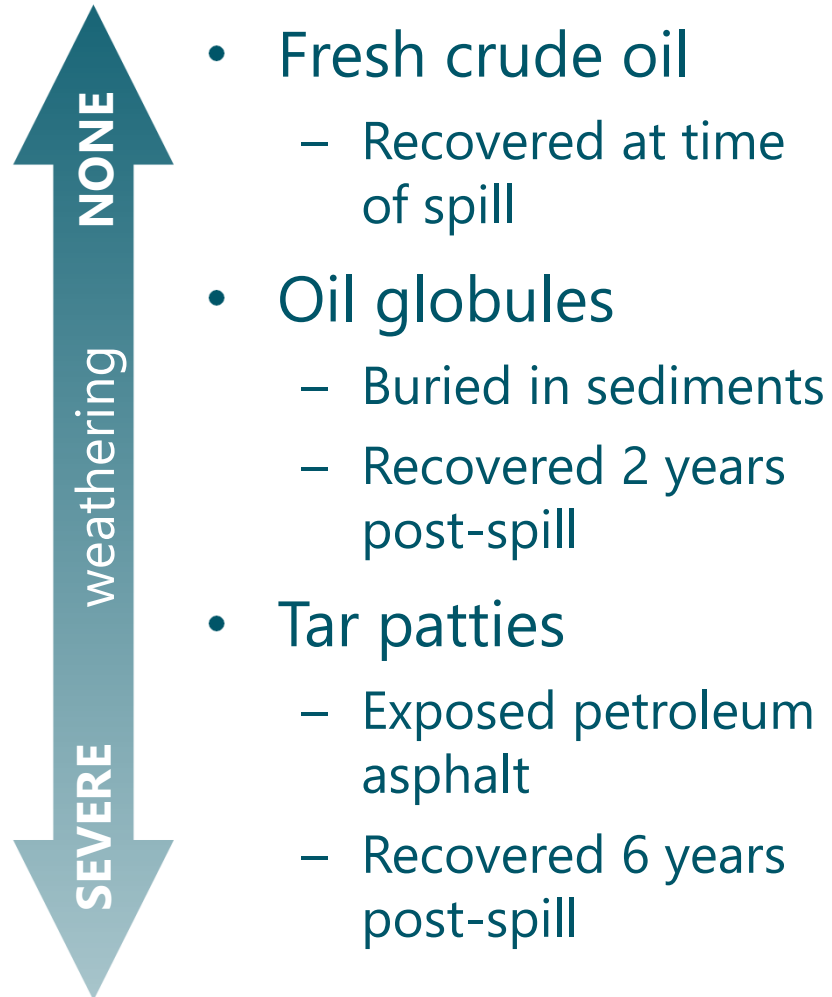 NONE
weathering
SEVERE
• Fresh crude oil
– Recovered at time
of spill
• Oil globules
– Buried in sediments
– Recovered 2 years
post-spill
• Tar patties
– Exposed petroleum
asphalt
– Recovered 6 years
post-spill